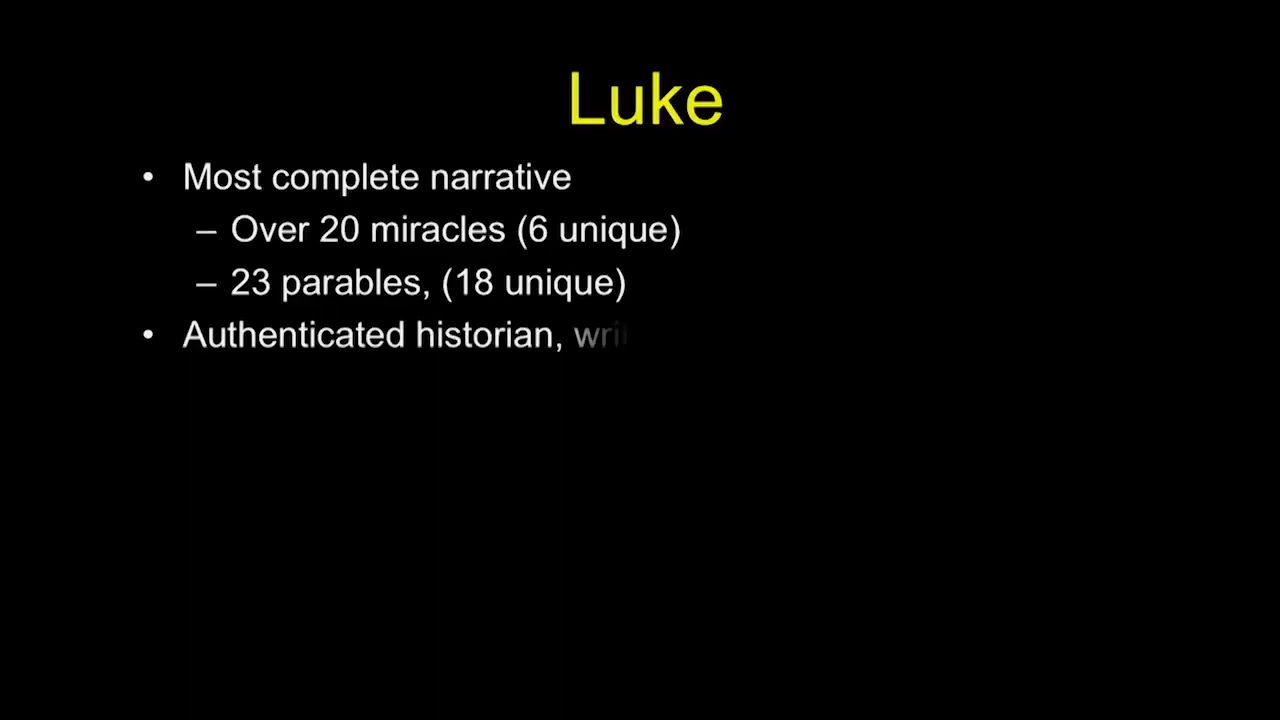 Luke
• Most complete narrative
– Over 20 miracles (6 unique)
– 23 parables, (18 unique)
• Authenticated historian,